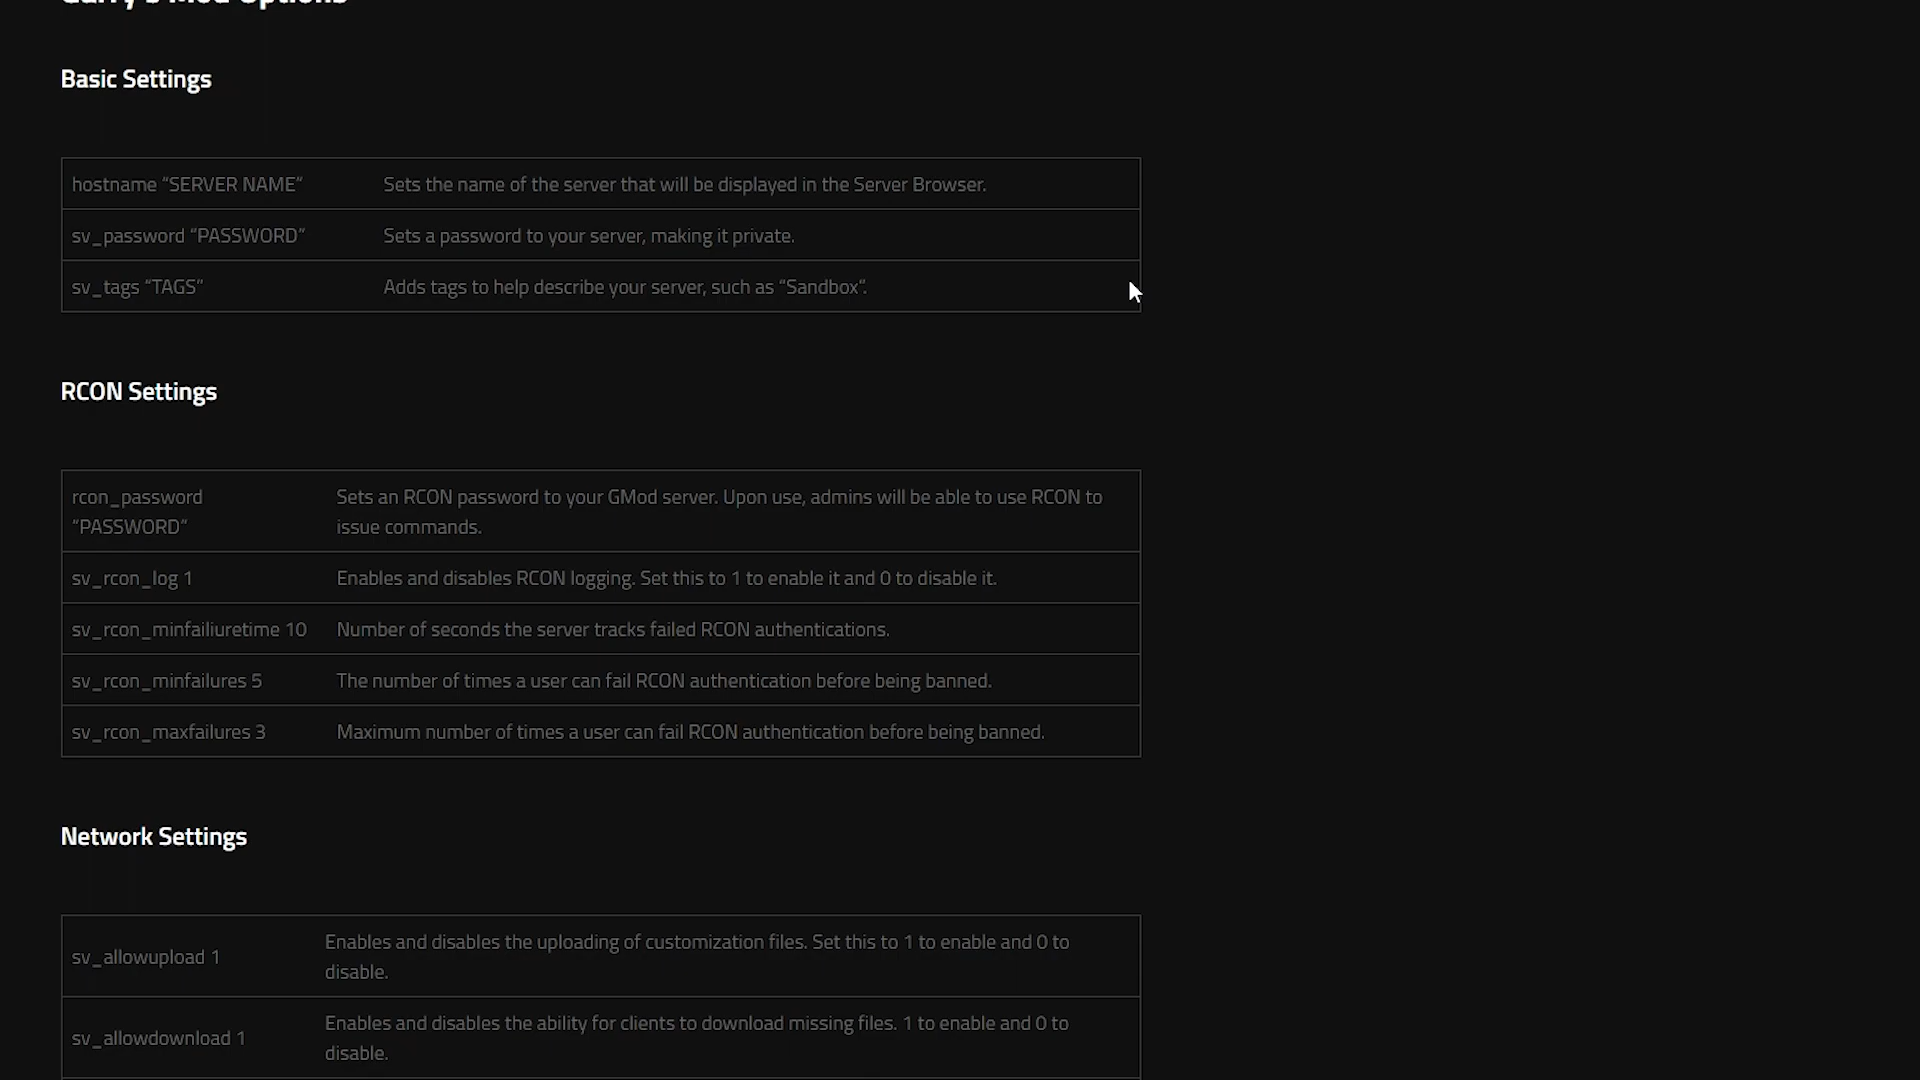 Garry's Mod Options
Basic Settings
hostname “SERVER NAME“ Sets the name of the server that will be displayed in the Server Browser.
sv_password “PASSWORD” Sets a password to your server, making it private.
sv_tags “TAGS” Adds tags to help describe your server, such as “Sandbox”.
RCON Settings
rcon_password
“PASSWORD“
Sets an RCON password to your GMod server. Upon use, admins will be able to use RCON to
issue commands.
sv_rcon_log 1 Enables and disables RCON logging. Set this to 1 to enable it and 0 to disable it.
sv_rcon_minfailiuretime 10 Number of seconds the server tracks failed RCON authentications.
sv_rcon_minfailures 5 The number of times a user can fail RCON authentication before being banned.
sv_rcon_maxfailures 3 Maximum number of times a user can fail RCON authentication before being banned.
Network Settings
sv_allowupload 1
Enables and disables the uploading of customization files. Set this to 1 to enable and 0 to
disable.
sv_allowdownload 1
Enables and disables the ability for clients to download missing files. 1 to enable and 0 to
disable.